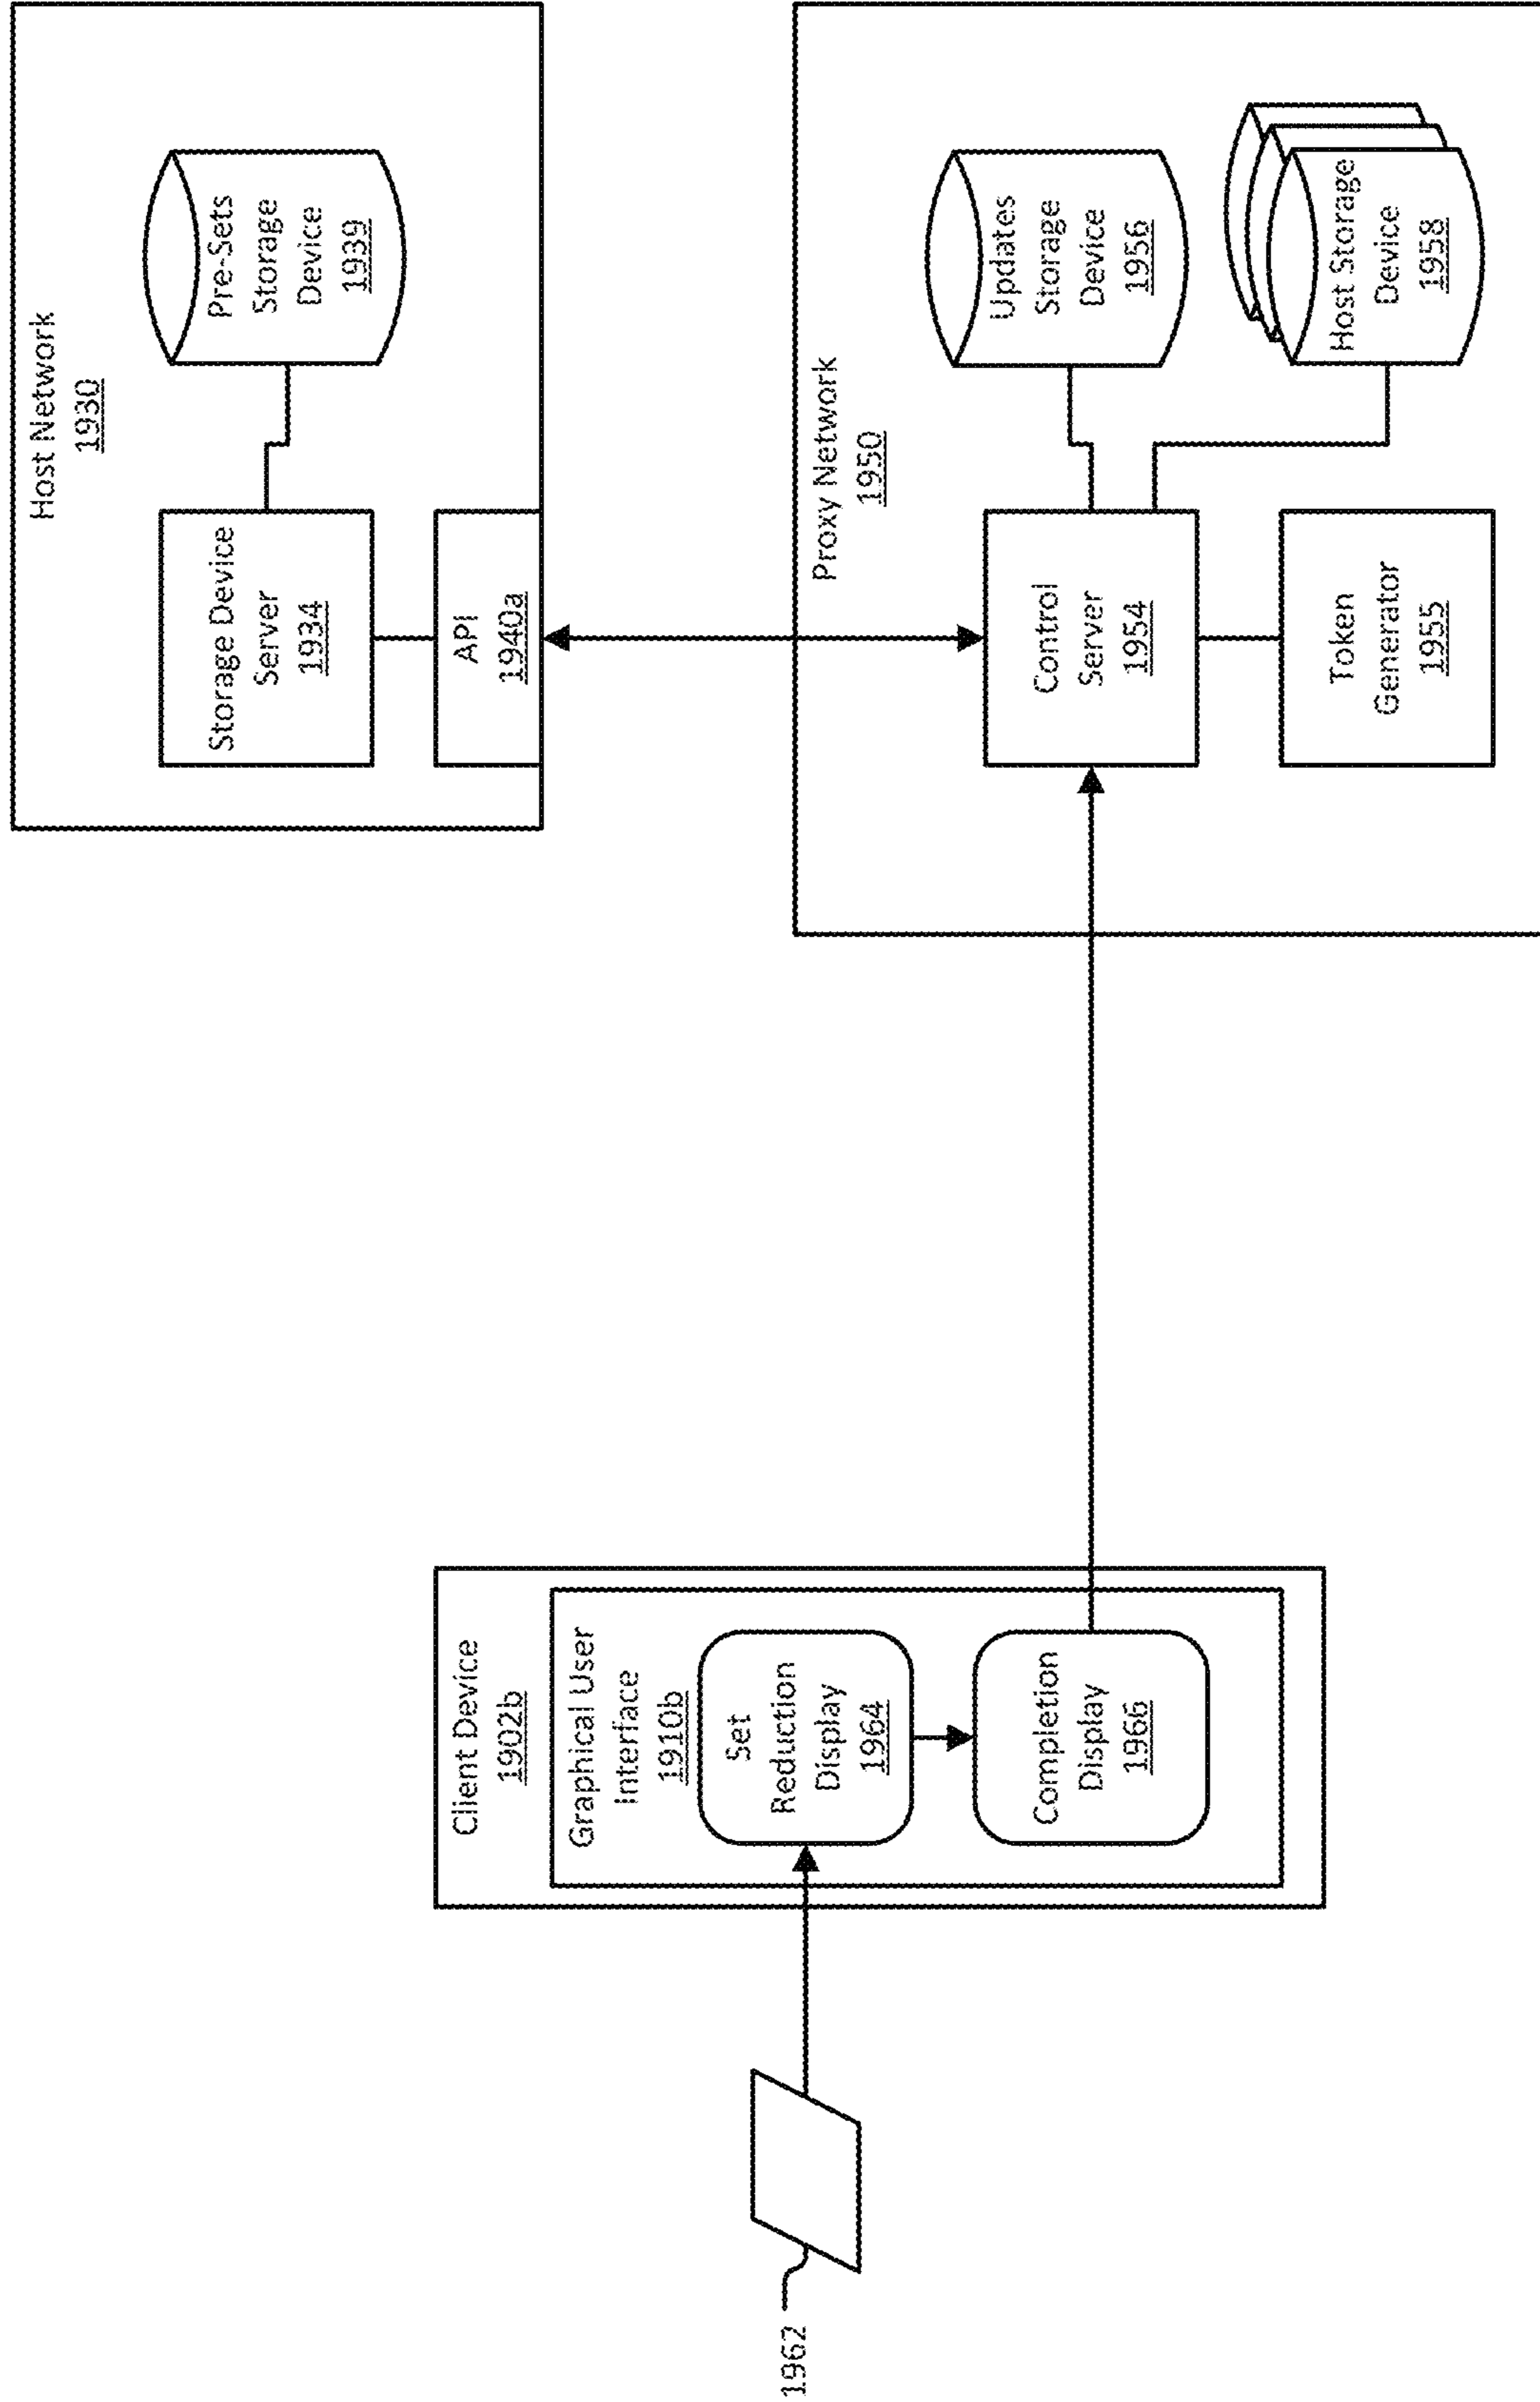 Host Network
1930
Storage Device
Server
1934
Pre-Sets
Storage
Device
1939
API
1940a
Client Device
1902b
Graphical User
Interface
1910b
Set
Reduction
Display
1964
Completion
Display
1966
1962
Proxy Network
1950
Control
Server
1954
Updates
Storage
Device
1956
Token
Generator
1955
Host Storage
Device
1958